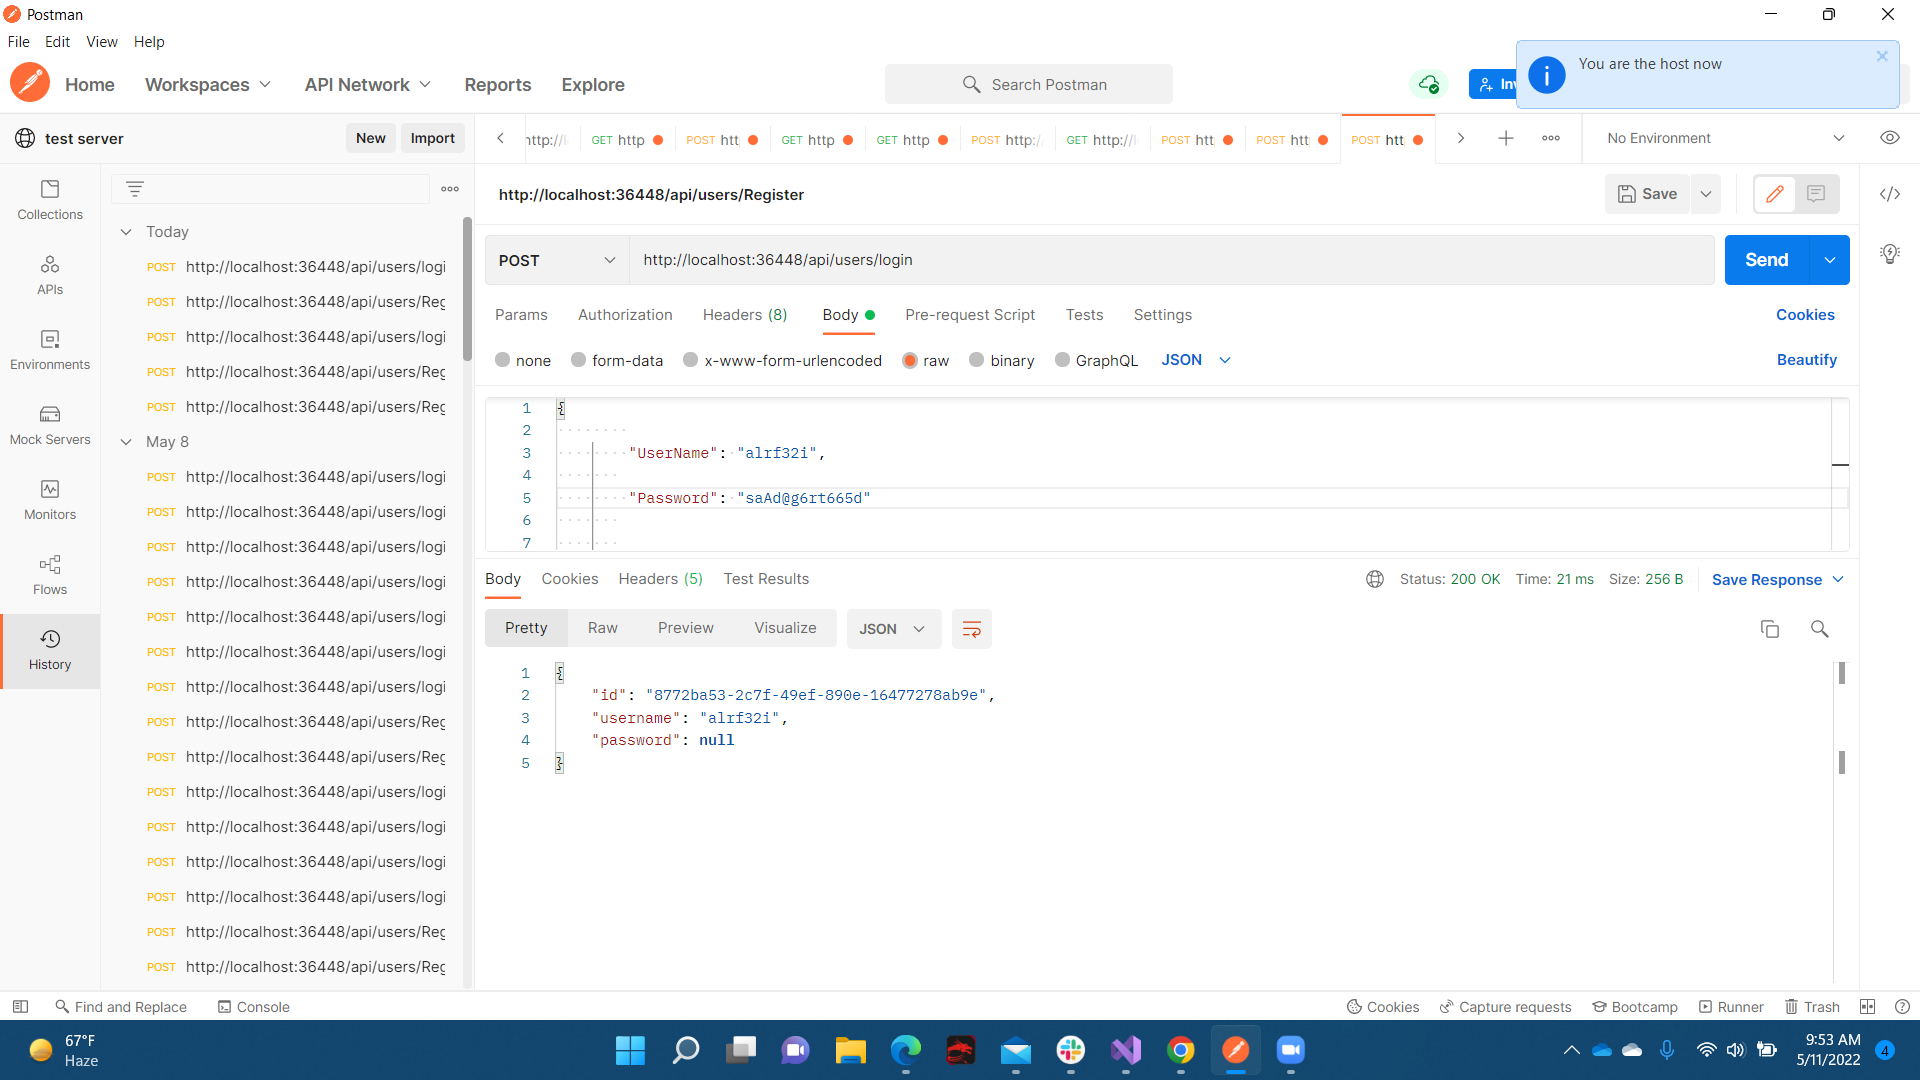 Postman
File Edit View Help
Home Workspaces API Network Reports Explore
Search Postman
You are the host now
test server New Import
GET http POST htt GET http GET http POST http:/ GET http:// POST htt POST htt POST htt
No Environment
http://localhost:36448/api/users/Register
Save
Collections
APIs
Environments
Mock Servers
Monitors
Flows
History
Today
POST http://localhost:36448/api/users/logi
POST http://localhost:36448/api/users/Reg
POST http://localhost:36448/api/users/logi
POST http://localhost:36448/api/users/Reg
POST http://localhost:36448/api/users/Reg
May 8
POST http://localhost:36448/api/users/logi
POST http://localhost:36448/api/users/logi
POST http://localhost:36448/api/users/logi
POST http://localhost:36448/api/users/logi
POST http://localhost:36448/api/users/logi
POST http://localhost:36448/api/users/logi
POST http://localhost:36448/api/users/logi
POST http://localhost:36448/api/users/Reg
POST http://localhost:36448/api/users/Reg
POST http://localhost:36448/api/users/logi
POST http://localhost:36448/api/users/logi
POST http://localhost:36448/api/users/logi
POST http://localhost:36448/api/users/logi
POST http://localhost:36448/api/users/Reg
POST http://localhost:36448/api/users/Reg
POST http://localhost:36448/api/users/login
Send
Params Authorization Headers (8) Body Pre-request Script Tests Settings Cookies
none form-data x-www-form-urlencoded raw binary GraphQL JSON Beautify
1 {
2
3 "UserName": "alrf32i",
4
5 "Password": "saAd@g6rt665d"
6
7
Body Cookies Headers (5) Test Results
Status: 200 OK Time: 21 ms Size: 256 B Save Response
Pretty Raw Preview Visualize JSON
1 {
2 "id": "8772ba53-2c7f-49ef-890e-16477278ab9e",
3 "username": "alrf32i",
4 "password": null
5 }
Find and Replace Console
Cookies Capture requests Bootcamp Runner Trash
67°F
Haze
9:53 AM
5/11/2022
4